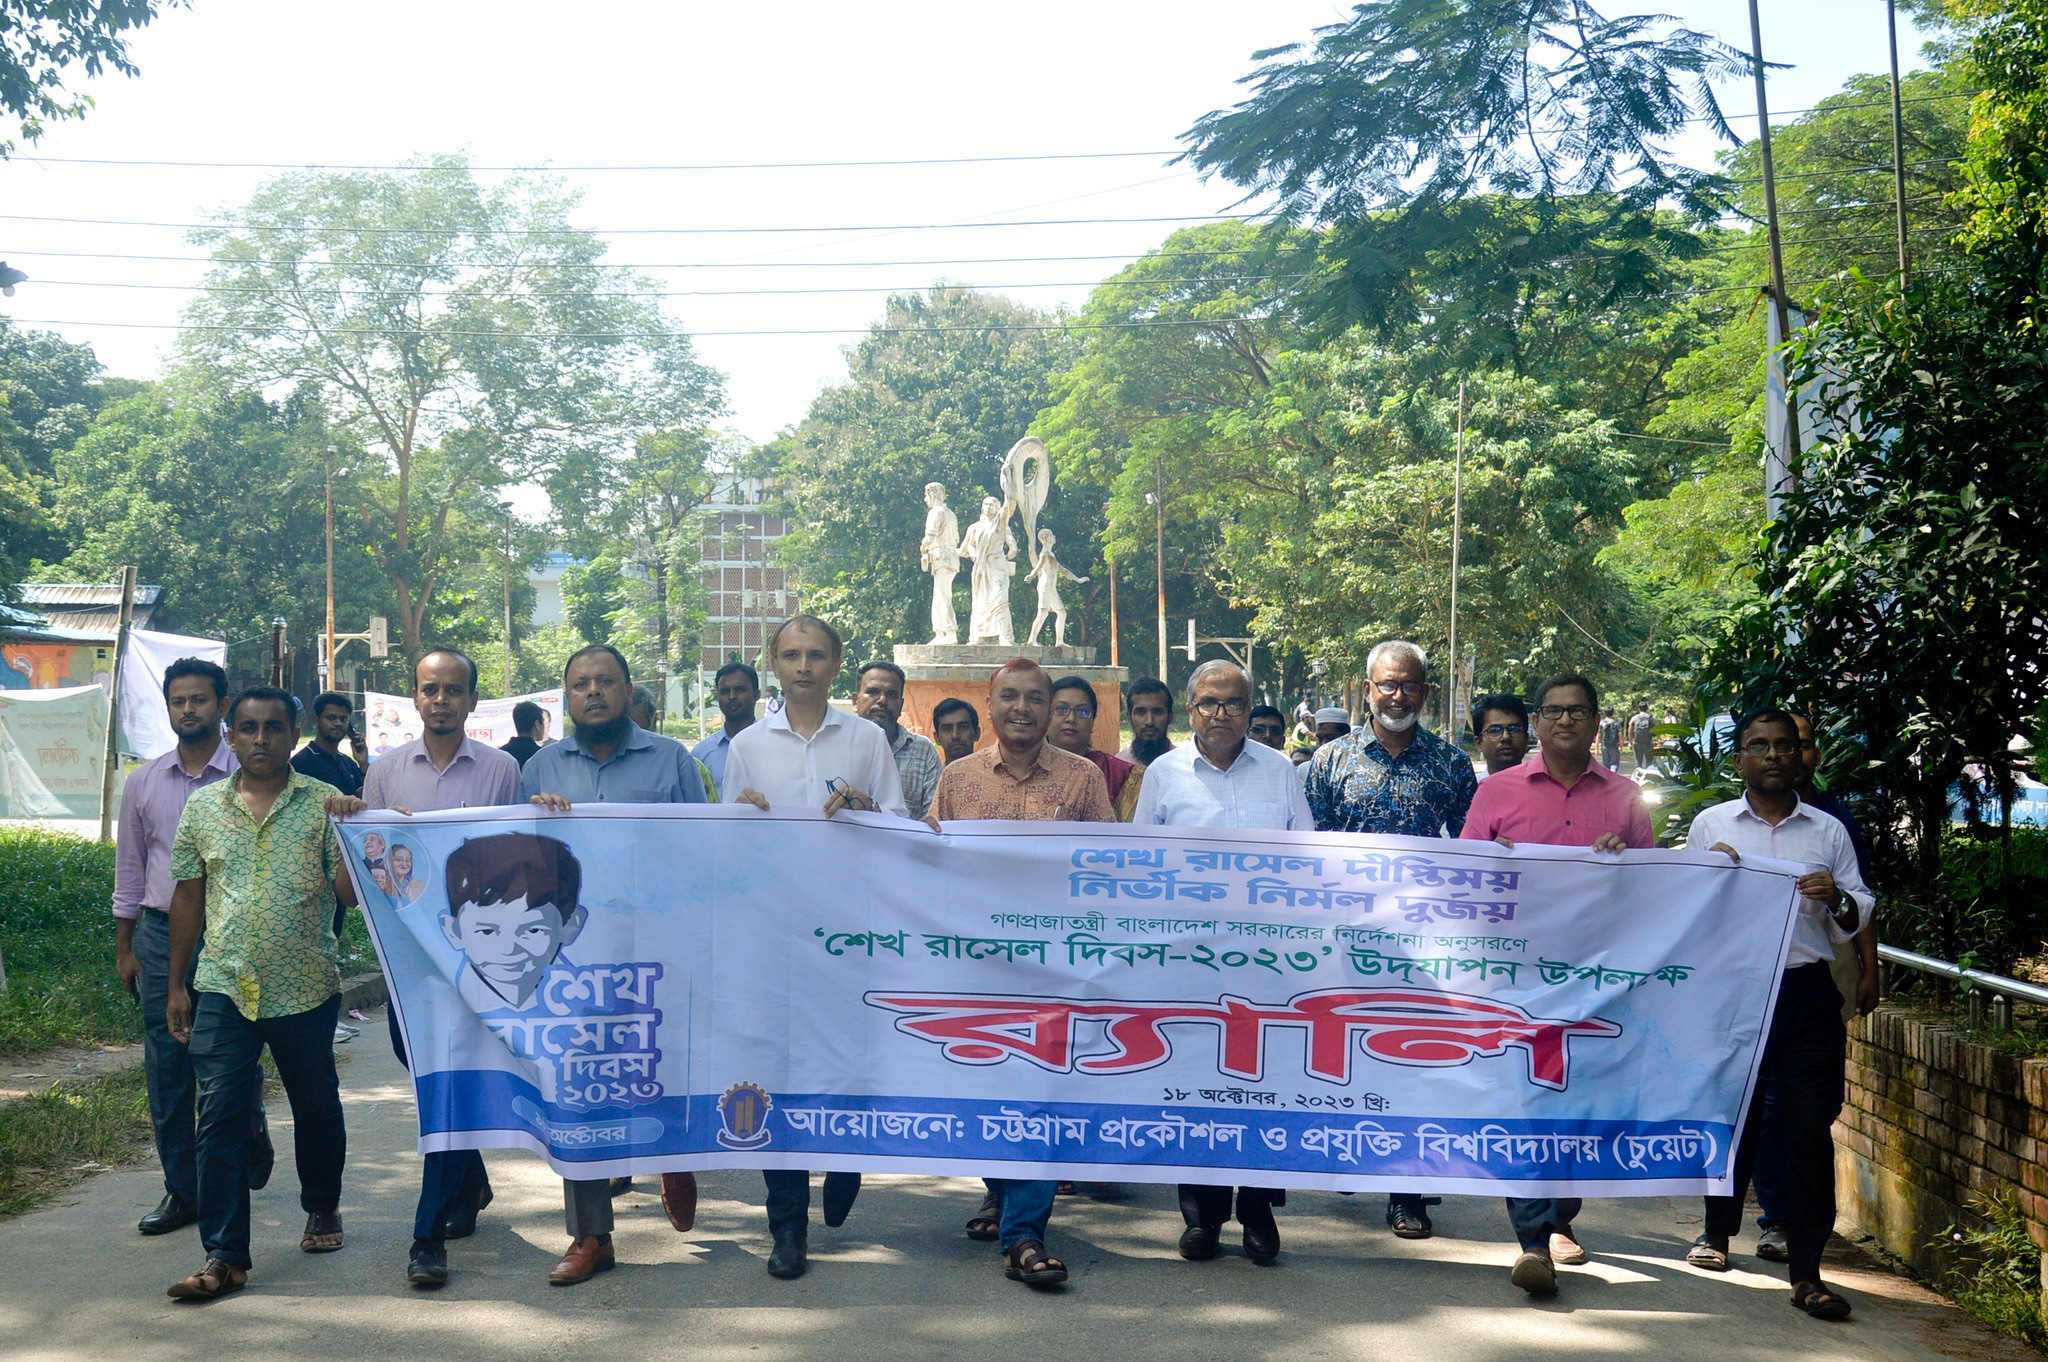 শেখ
রাসেল
দিবস
২০২৩
অক্টোবর
শেখ রাসেল দীপ্তিময়
নির্ভীক নির্মল দুর্জয়
গণপ্রজাতন্ত্রী বাংলাদেশ সরকারের নির্দেশনা অনুসরণে
‘শেখ রাসেল দিবস-২০২৩’ উদ্‌যাপন উপলক্ষে
র‍্যালি
১৮ অক্টোবর, ২০২৩ খ্রি:
আয়োজনে: চট্টগ্রাম প্রকৌশল ও প্রযুক্তি বিশ্ববিদ্যালয় (চুয়েট)